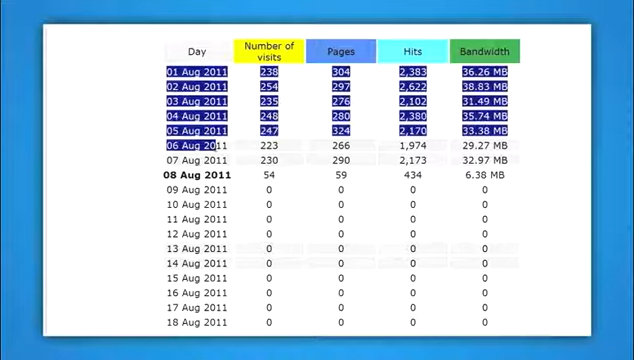 Day Number of visits Pages Hits Bandwidth
01 Aug 2011 238 304 2,383 36.26 MB
02 Aug 2011 254 297 2,622 38.83 MB
03 Aug 2011 235 276 2,102 31.49 MB
04 Aug 2011 248 280 2,380 35.74 MB
05 Aug 2011 247 324 2,170 33.38 MB
06 Aug 2011 223 266 1,974 29.27 MB
07 Aug 2011 230 290 2,173 32.97 MB
08 Aug 2011 54 59 434 6.38 MB
09 Aug 2011 0 0 0 0
10 Aug 2011 0 0 0 0
11 Aug 2011 0 0 0 0
12 Aug 2011 0 0 0 0
13 Aug 2011 0 0 0 0
14 Aug 2011 0 0 0 0
15 Aug 2011 0 0 0 0
16 Aug 2011 0 0 0 0
17 Aug 2011 0 0 0 0
18 Aug 2011 0 0 0 0